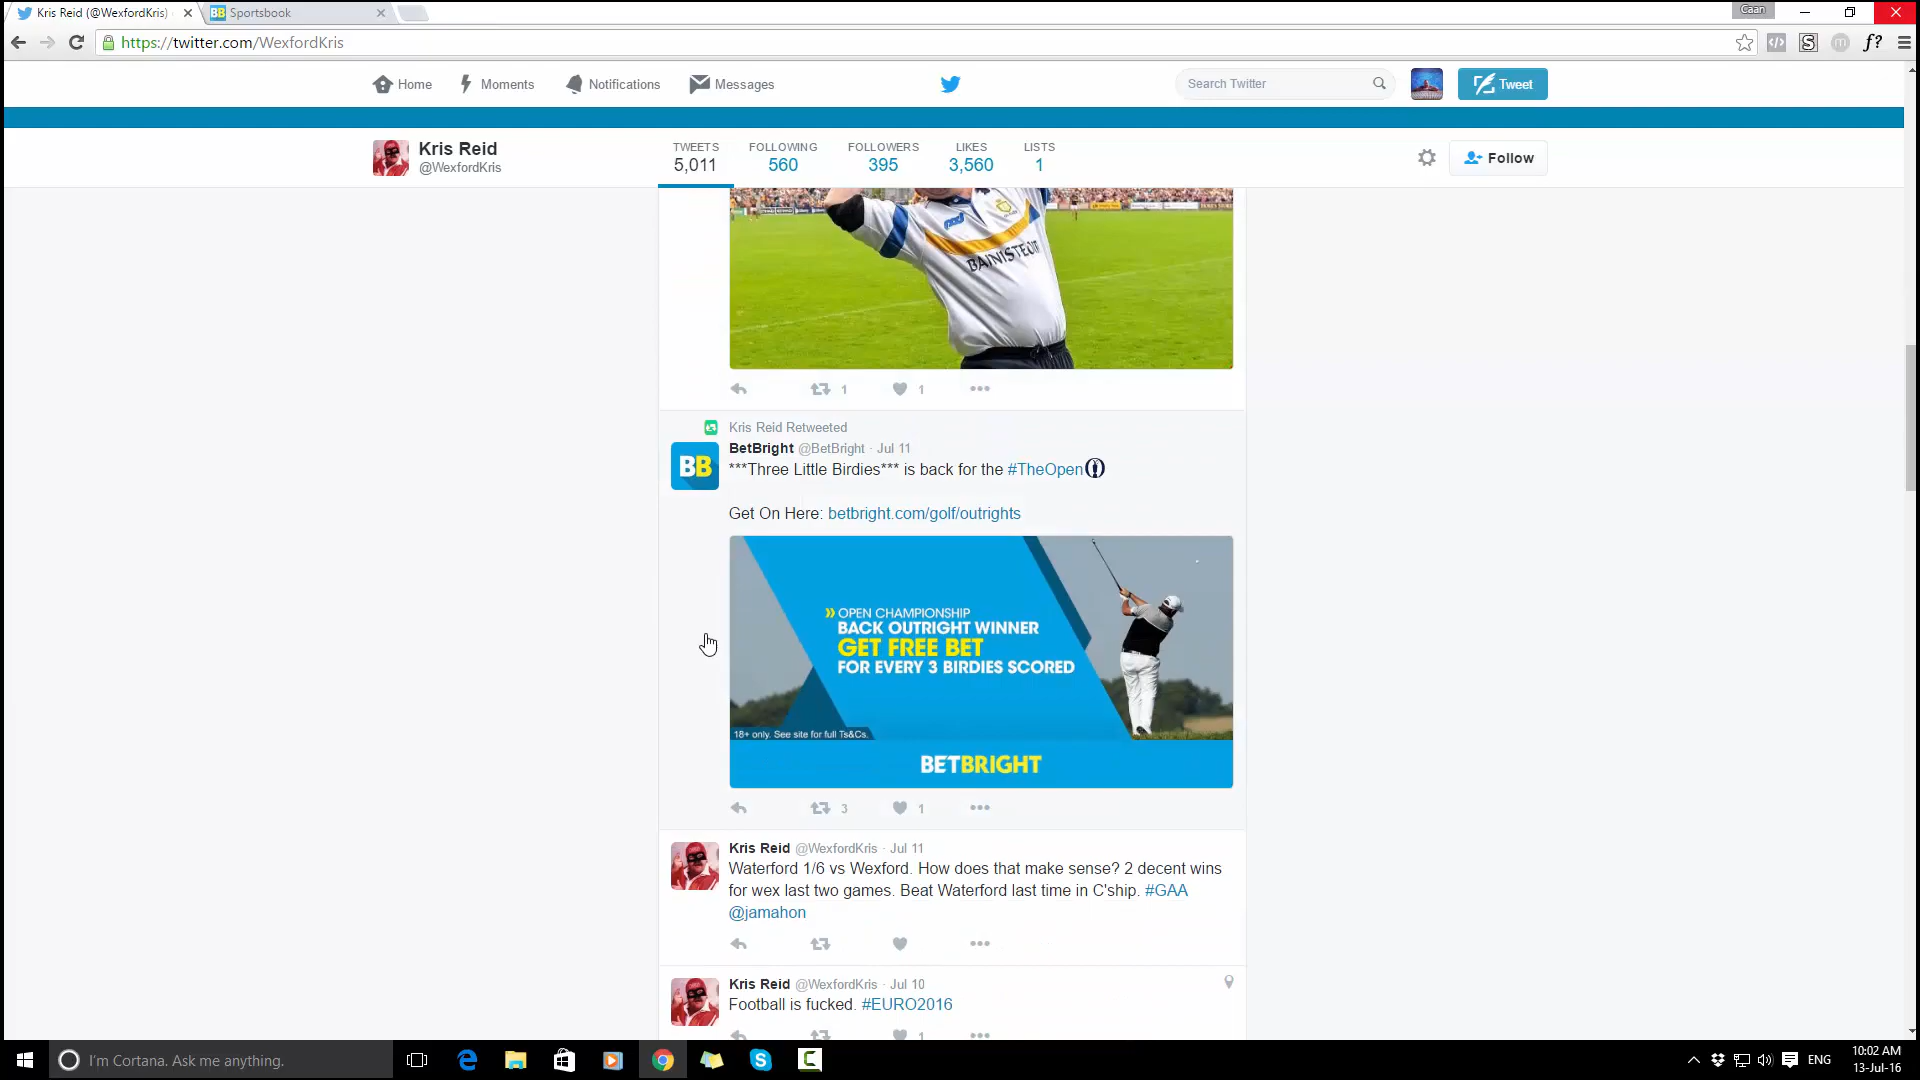 Kris Reid (@WexfordKris)
Sportsbook
Caan
https://twitter.com/WexfordKris
f?
Home
Moments
Notifications
Messages
Search Twitter
Tweet
Kris Reid
@WexfordKris
TWEETS
5,011
FOLLOWING
560
FOLLOWERS
395
LIKES
3,560
LISTS
1
Follow
BAINISTEOIR
1
1
Kris Reid Retweeted
BB
BetBright @BetBright · Jul 11
***Three Little Birdies*** is back for the #TheOpen
Get On Here: betbright.com/golf/outrights
OPEN CHAMPIONSHIP
BACK OUTRIGHT WINNER
GET FREE BET
FOR EVERY 3 BIRDIES SCORED
18+ only. See site for full Ts&Cs.
BETBRIGHT
3
1
Kris Reid @WexfordKris · Jul 11
Waterford 1/6 vs Wexford. How does that make sense? 2 decent wins
for wex last two games. Beat Waterford last time in C'ship. #GAA
@jamahon
Kris Reid @WexfordKris · Jul 10
Football is fucked. #EURO2016
1
I'm Cortana. Ask me anything.
ENG
10:02 AM
13-Jul-16